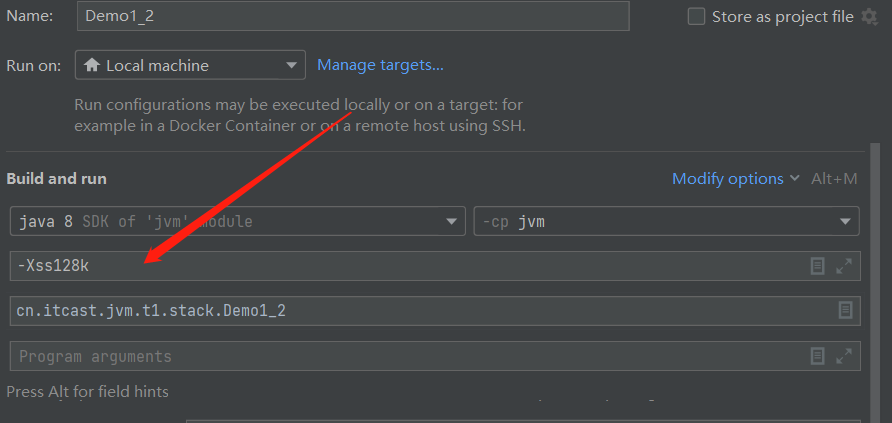 Name: Demo1_2 Store as project file
Run on: Local machine Manage targets...
Run configurations may be executed locally or on a target: for
example in a Docker Container or on a remote host using SSH.
Build and run Modify options Alt+M
java 8 SDK of 'jvm' module -cp jvm
-Xss128k
cn.itcast.jvm.t1.stack.Demo1_2
Program arguments
Press Alt for field hints